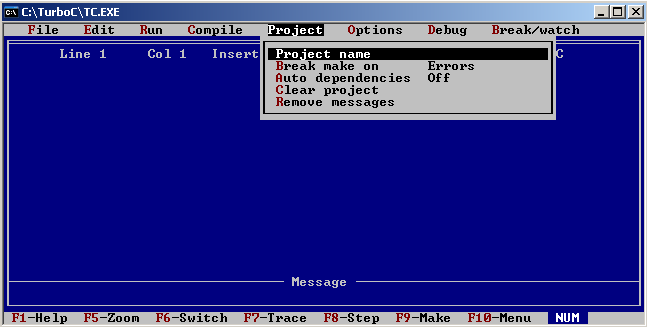 C:\TurboC\TC.EXE
File Edit Run Compile Project Options Debug Break/watch
Line 1 Col 1 Insert C
Project name
Break make on Errors
Auto dependencies Off
Clear project
Remove messages
Message
F1-Help F5-Zoom F6-Switch F7-Trace F8-Step F9-Make F10-Menu NUM